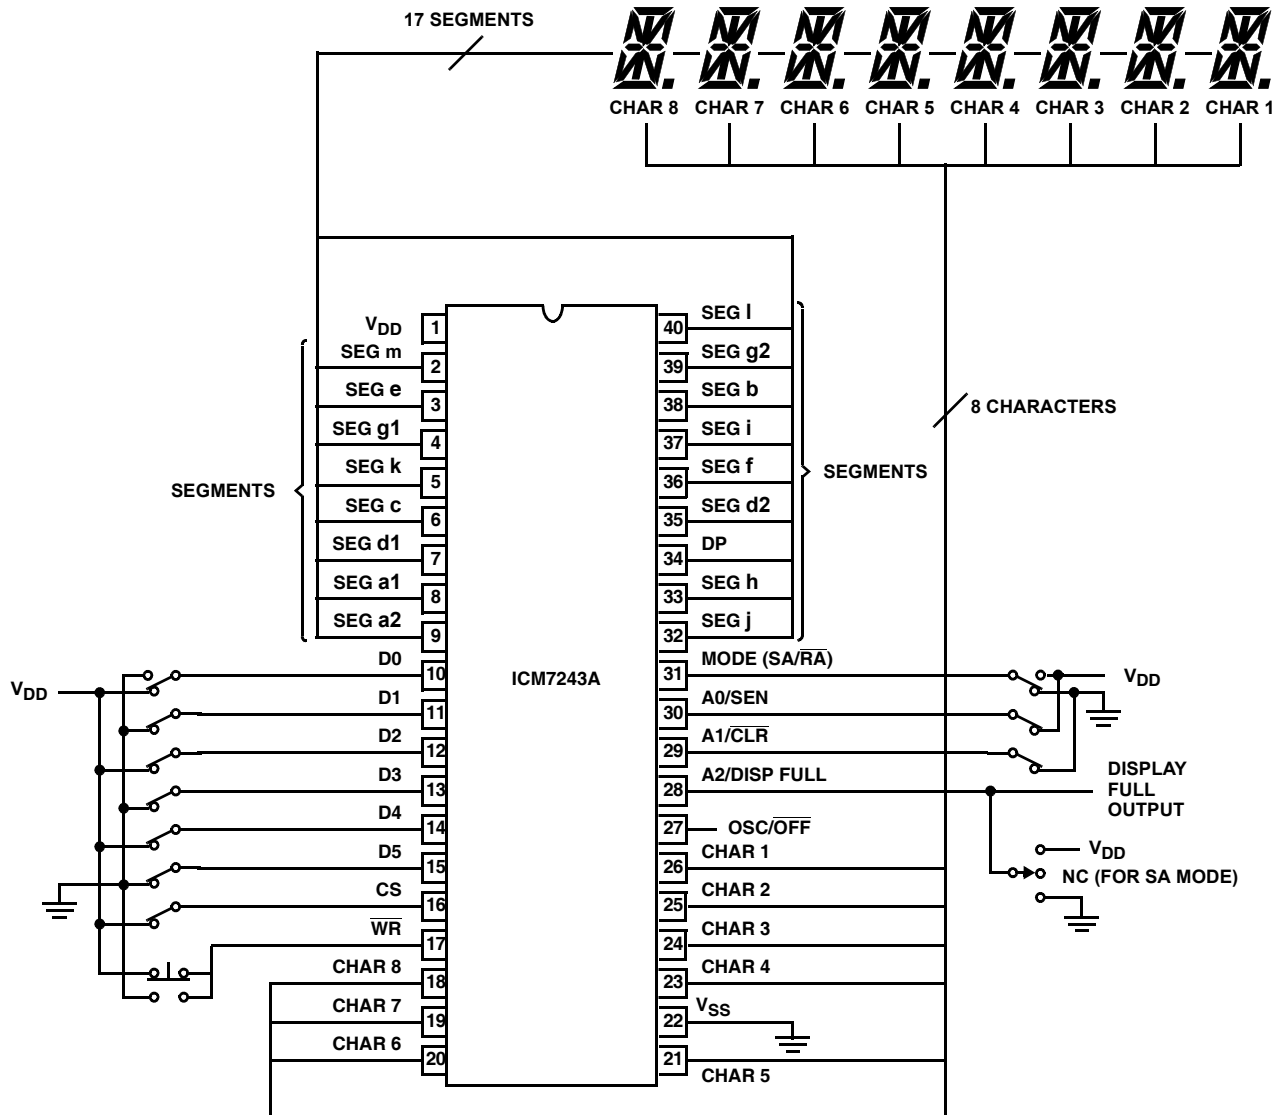 17 SEGMENTS
CHAR 8 CHAR 7 CHAR 6 CHAR 5 CHAR 4 CHAR 3 CHAR 2 CHAR 1
8 CHARACTERS
SEGMENTS
VDD 1
SEG m 2
SEG e 3
SEG g1 4
SEG k 5
SEG c 6
SEG d1 7
SEG a1 8
SEG a2 9
VDD
D0 10
D1 11
D2 12
D3 13
D4 14
D5 15
CS 16
W̅R̅ 17
CHAR 8 18
CHAR 7 19
CHAR 6 20
ICM7243A
40 SEG l
39 SEG g2
38 SEG b
37 SEG i
36 SEG f
35 SEG d2
34 DP
33 SEG h
32 SEG j
SEGMENTS
31 MODE (SA/R̅A̅)
30 A0/SEN
29 A1/C̅L̅R̅
28 A2/DISP FULL
27 OSC/O̅F̅F̅
26 CHAR 1
25 CHAR 2
24 CHAR 3
23 CHAR 4
22 VSS
21 CHAR 5
VDD
DISPLAY
FULL
OUTPUT
VDD
NC (FOR SA MODE)